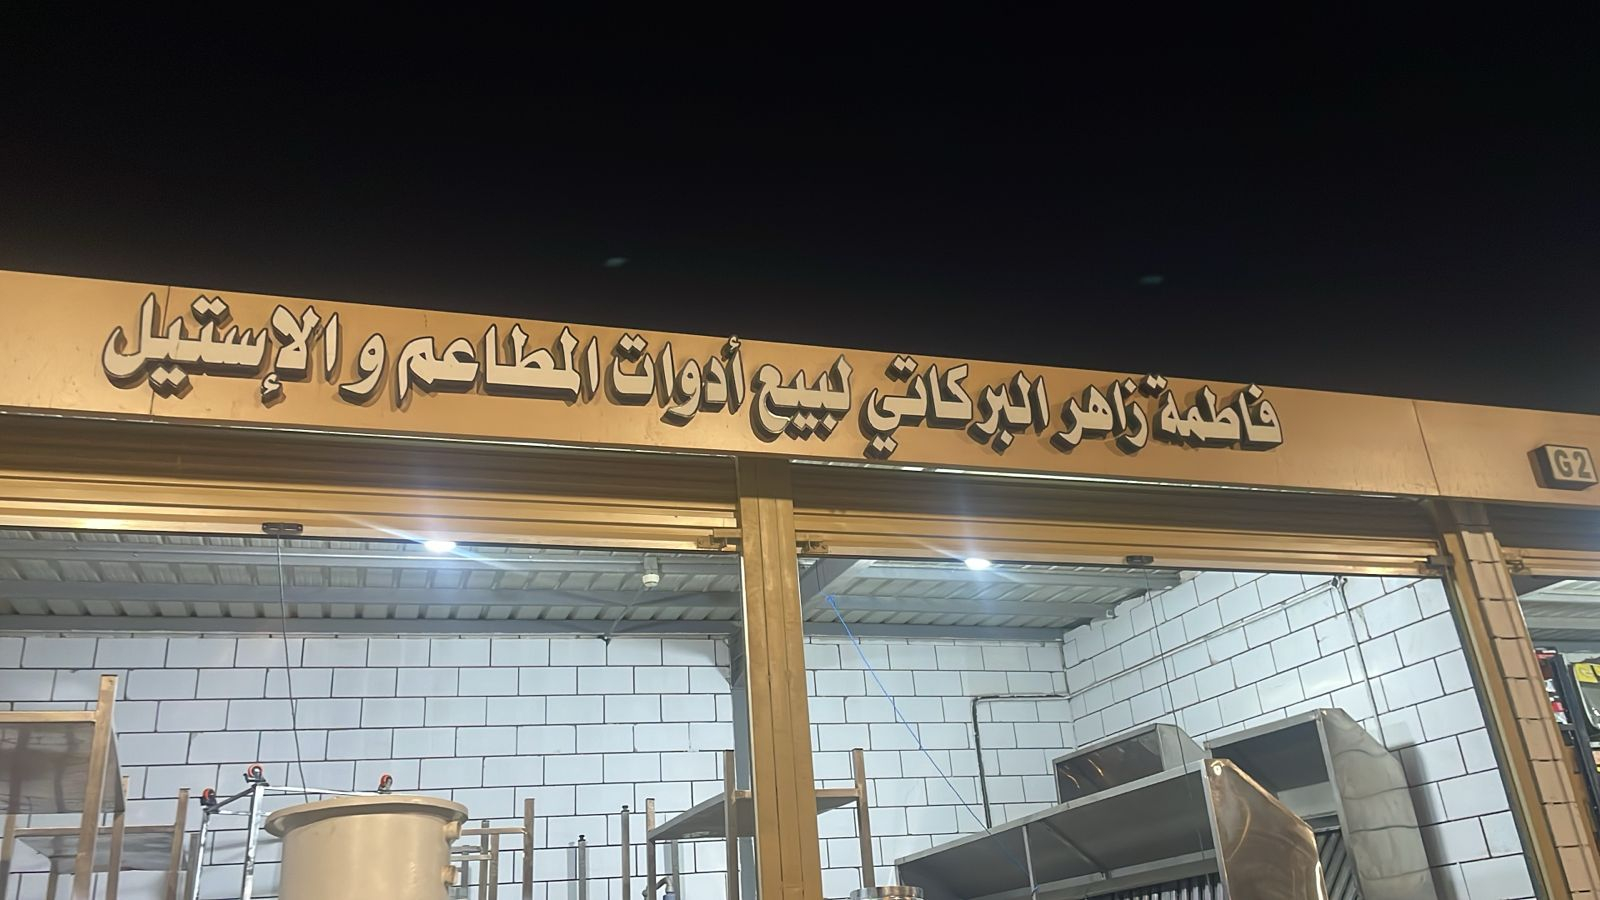 فاطمة زاهر البركاتي لبيع أدوات المطاعم و الإستيل
G2